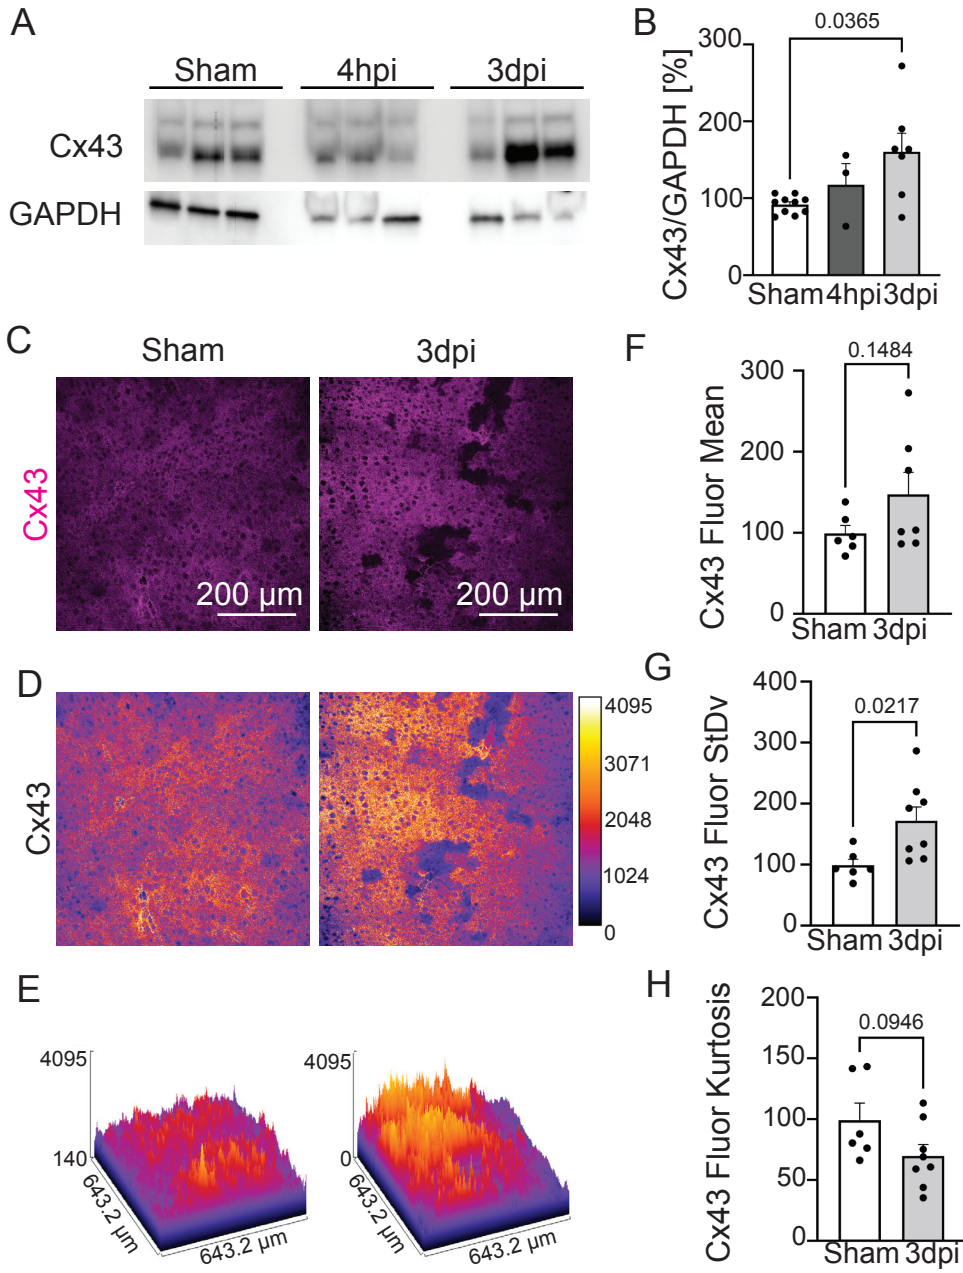 A
Sham 4hpi 3dpi
Cx43
GAPDH
B
0.0365
Cx43/GAPDH [%]
300
200
100
0
Sham 4hpi 3dpi
C
Sham 3dpi
Cx43
200 µm 200 µm
D
Cx43
4095
3071
2048
1024
0
E
4095
140
643.2 µm
643.2 µm
4095
0
643.2 µm
643.2 µm
F
0.1484
Cx43 Fluor Mean
300
200
100
0
Sham 3dpi
G
0.0217
Cx43 Fluor StDv
400
300
200
100
0
Sham 3dpi
H
0.0946
Cx43 Fluor Kurtosis
200
150
100
50
0
Sham 3dpi